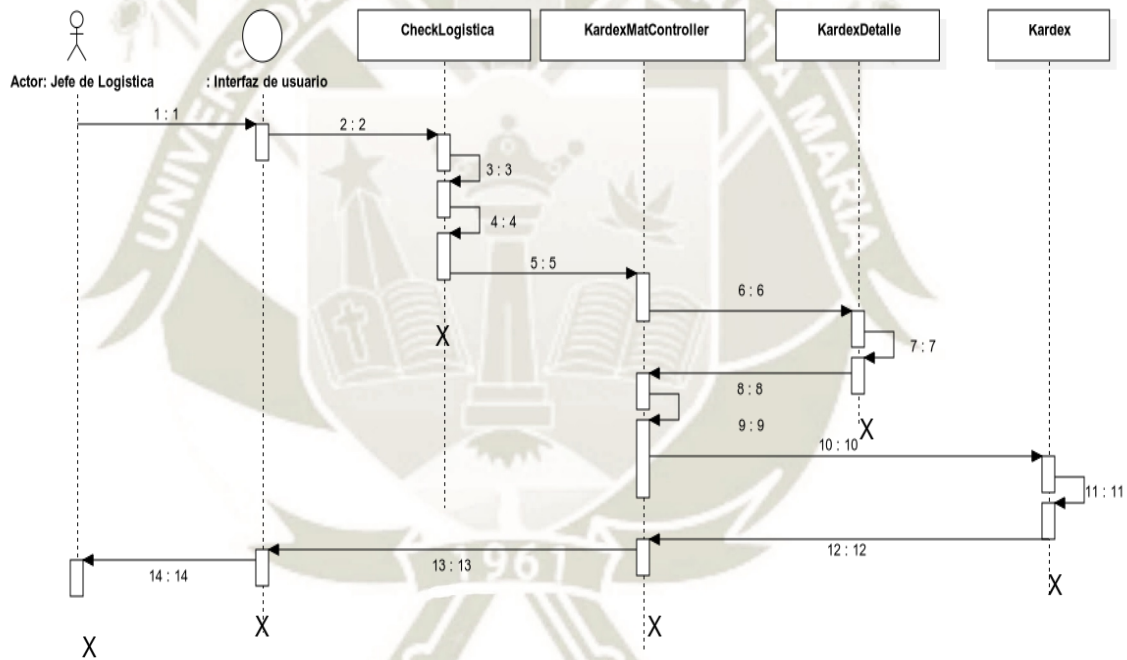 CheckLogistica
KardexMatController
KardexDetalle
Kardex
Actor: Jefe de Logistica
: Interfaz de usuario
1 : 1
2 : 2
3 : 3
4 : 4
5 : 5
6 : 6
7 : 7
8 : 8
9 : 9
10 : 10
11 : 11
12 : 12
13 : 13
14 : 14
X
X
X
X
X
X
MARIA
1961